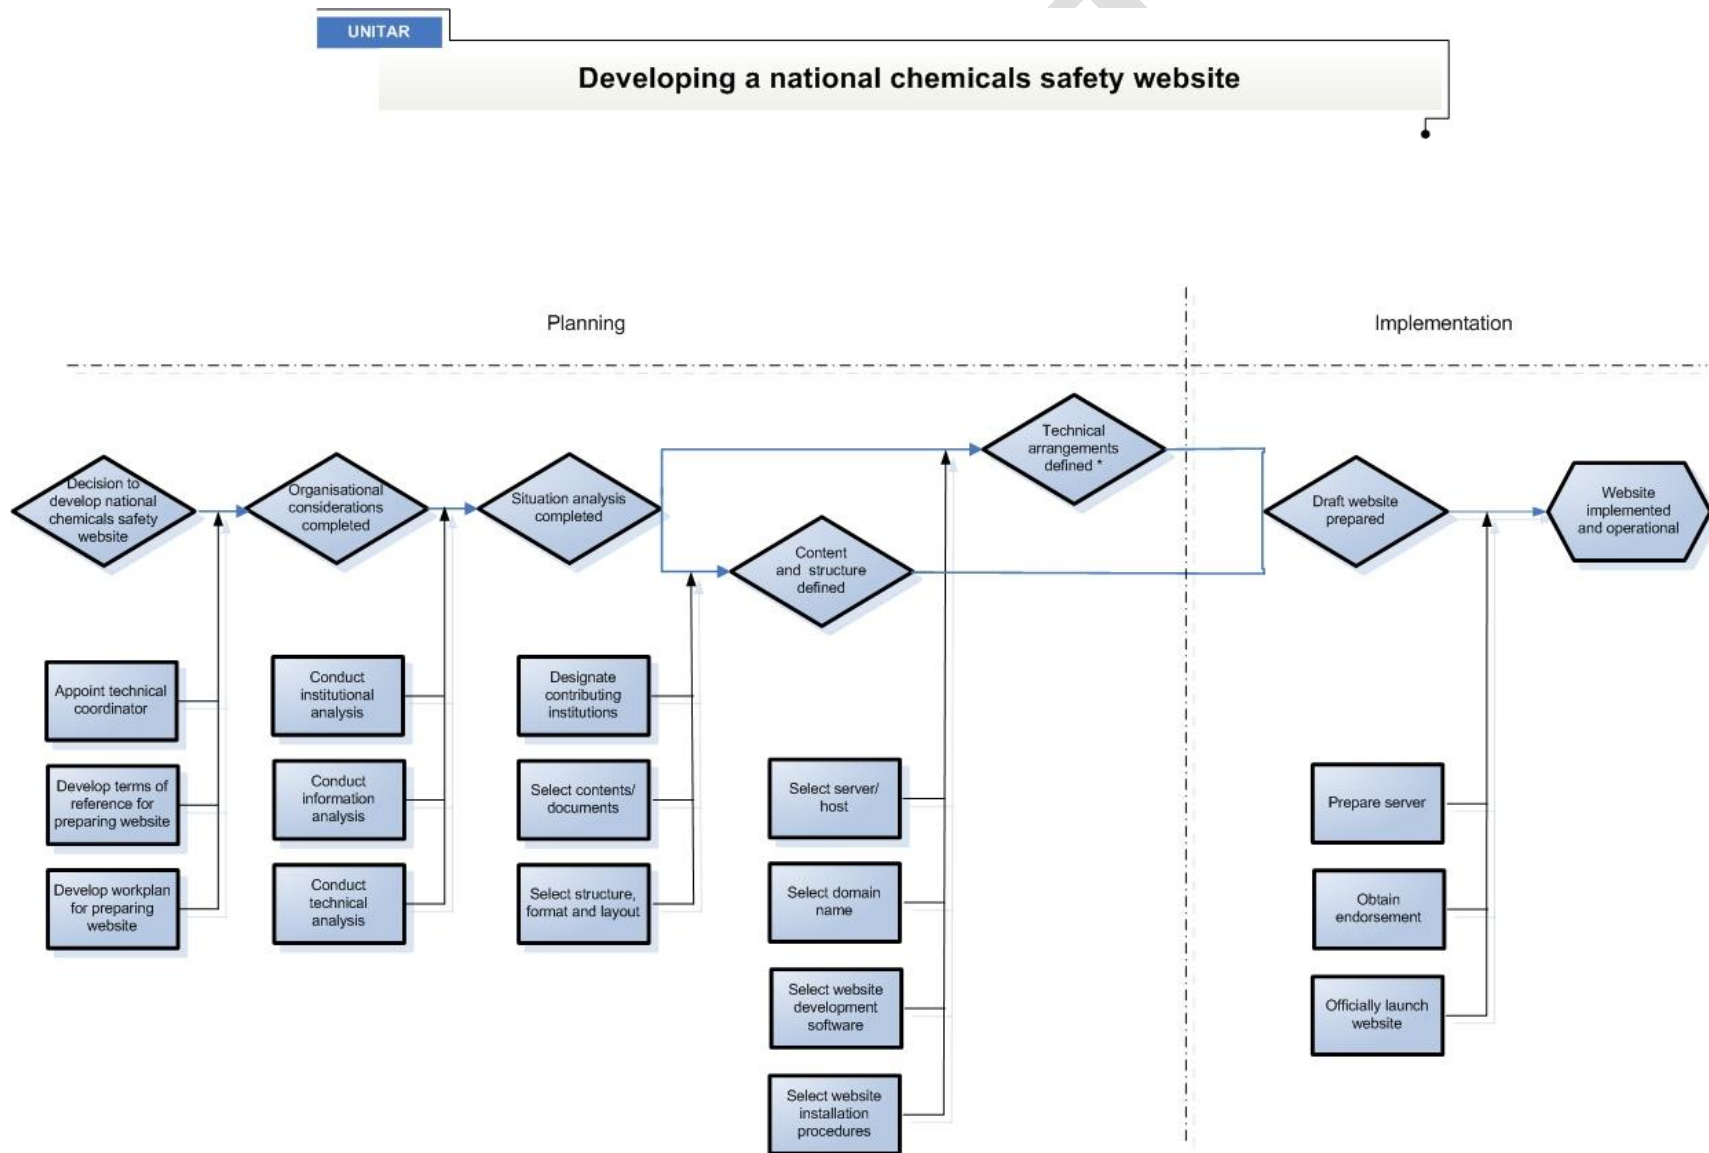 UNITAR
Developing a national chemicals safety website
Planning
Implementation
Decision to
develop national
chemicals safety
website
Organisational
considerations
completed
Situation analysis
completed
Technical
arrangements
defined *
Content
and structure
defined
Draft website
prepared
Website
implemented
and operational
Appoint technical
coordinator
Develop terms of
reference for
preparing website
Develop workplan
for preparing
website
Conduct
institutional
analysis
Conduct
information
analysis
Conduct
technical
analysis
Designate
contributing
institutions
Select contents/
documents
Select structure,
format and layout
Select server/
host
Select domain
name
Select website
development
software
Select website
installation
procedures
Prepare server
Obtain
endorsement
Officially launch
website